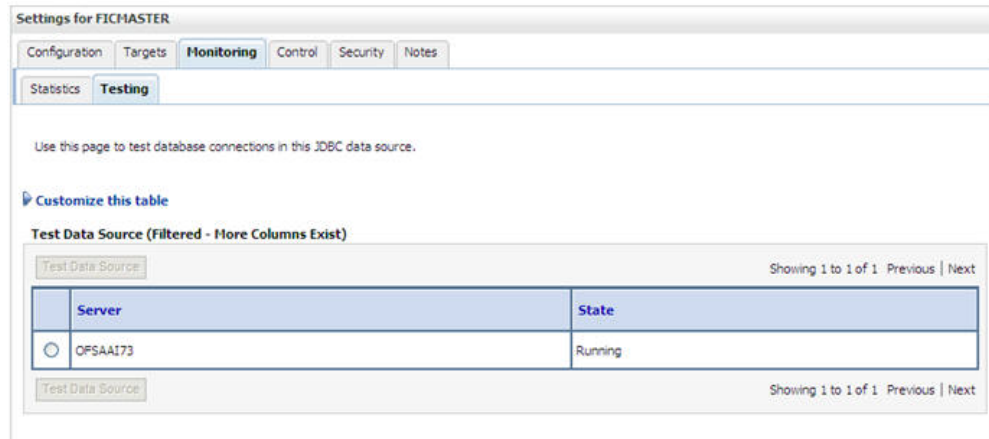 Settings for FICMASTER
Configuration Targets Monitoring Control Security Notes
Statistics Testing
Use this page to test database connections in this JDBC data source.
Customize this table
Test Data Source (Filtered - More Columns Exist)
Test Data Source Showing 1 to 1 of 1 Previous | Next
Server State
OFSAAI73 Running
Test Data Source Showing 1 to 1 of 1 Previous | Next